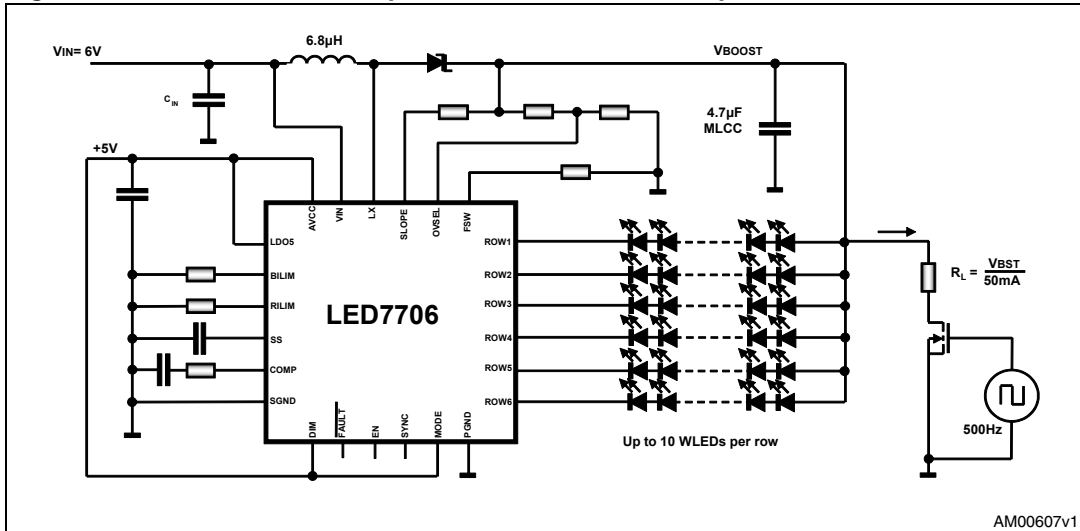 VIN= 6V
6.8µH
VBOOST
CIN
4.7µF
MLCC
+5V
AVCC
VIN
LX
SLOPE
OVSEL
FSW
LDO5
BILIM
RILIM
SS
COMP
SGND
LED7706
ROW1
ROW2
ROW3
ROW4
ROW5
ROW6
DIM
FAULT
EN
SYNC
MODE
PGND
RL = VBST
50mA
500Hz
Up to 10 WLEDs per row
AM00607v1